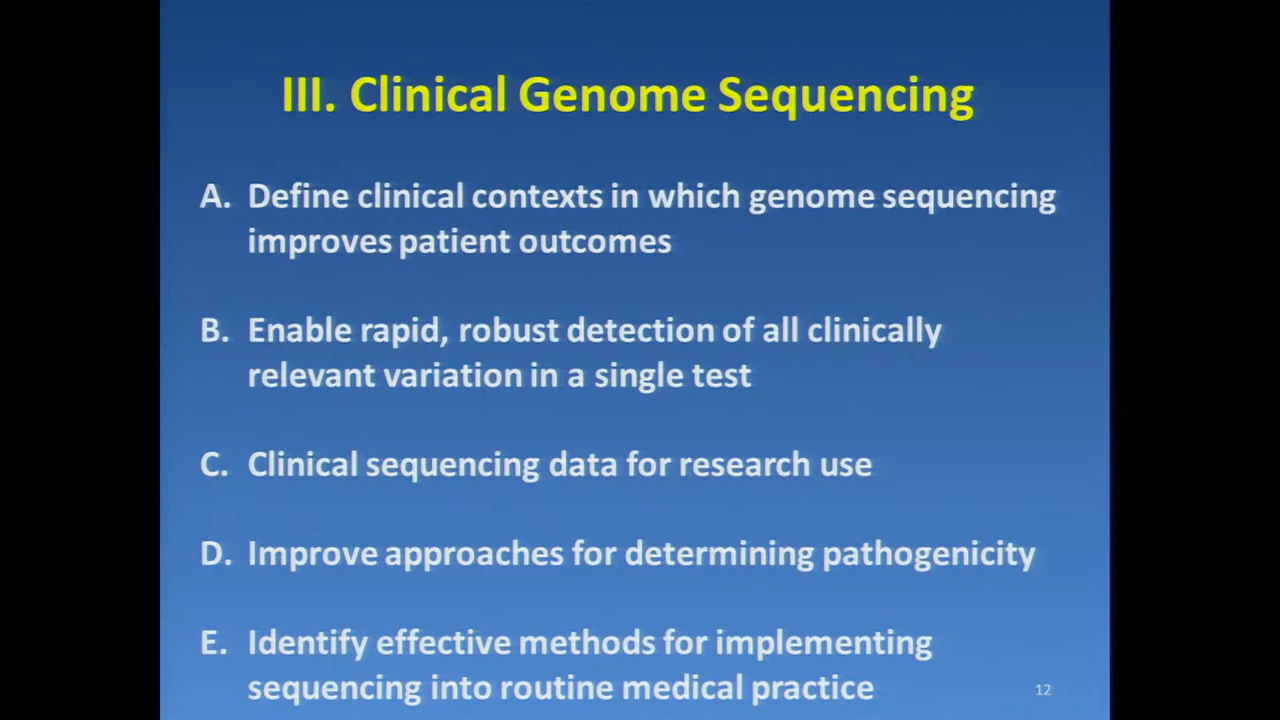 III. Clinical Genome Sequencing
A. Define clinical contexts in which genome sequencing
improves patient outcomes
B. Enable rapid, robust detection of all clinically
relevant variation in a single test
C. Clinical sequencing data for research use
D. Improve approaches for determining pathogenicity
E. Identify effective methods for implementing
sequencing into routine medical practice
12